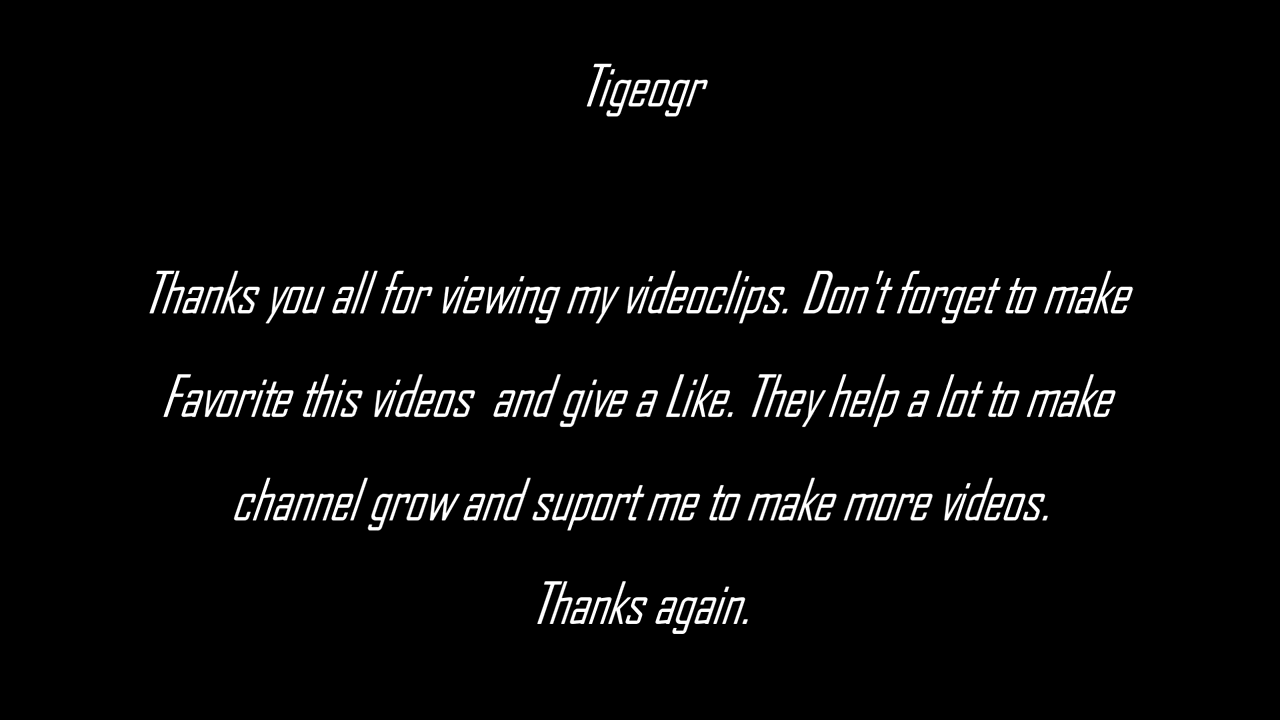 Tigeogr
Thanks you all for viewing my videoclips. Don't forget to make
Favorite this videos  and give a Like. They help a lot to make
channel grow and suport me to make more videos.
Thanks again.